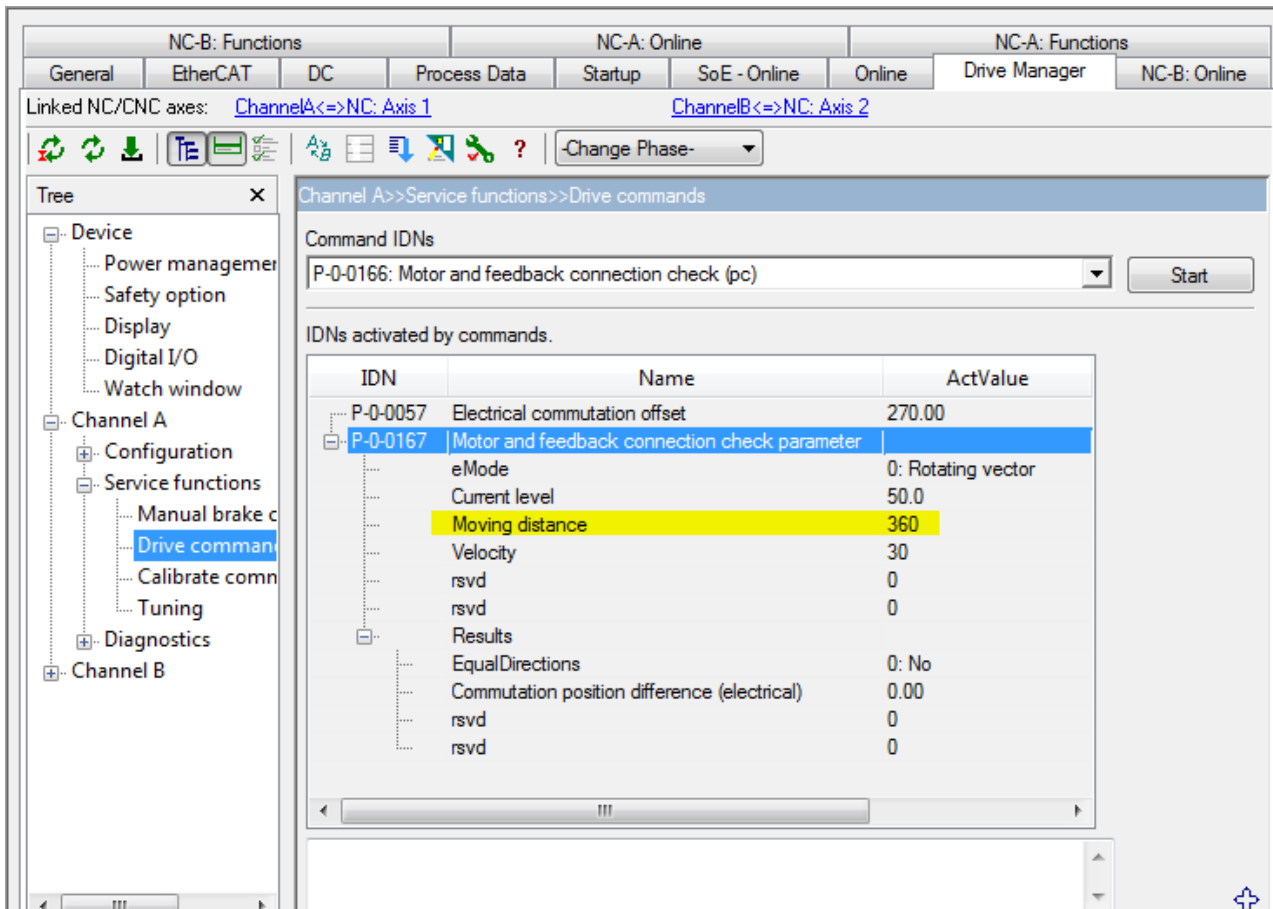 NC-B: Functions NC-A: Online NC-A: Functions
General EtherCAT DC Process Data Startup SoE - Online Online Drive Manager NC-B: Online
Linked NC/CNC axes: ChannelA<=>NC: Axis 1 ChannelB<=>NC: Axis 2
-Change Phase-
Tree
Device
Power managemer
Safety option
Display
Digital I/O
Watch window
Channel A
Configuration
Service functions
Manual brake c
Drive comman
Calibrate comn
Tuning
Diagnostics
Channel B
Channel A>>Service functions>>Drive commands
Command IDNs
P-0-0166: Motor and feedback connection check (pc) Start
IDNs activated by commands.
IDN Name ActValue
P-0-0057 Electrical commutation offset 270.00
P-0-0167 Motor and feedback connection check parameter
eMode 0: Rotating vector
Current level 50.0
Moving distance 360
Velocity 30
rsvd 0
rsvd 0
Results
EqualDirections 0: No
Commutation position difference (electrical) 0.00
rsvd 0
rsvd 0